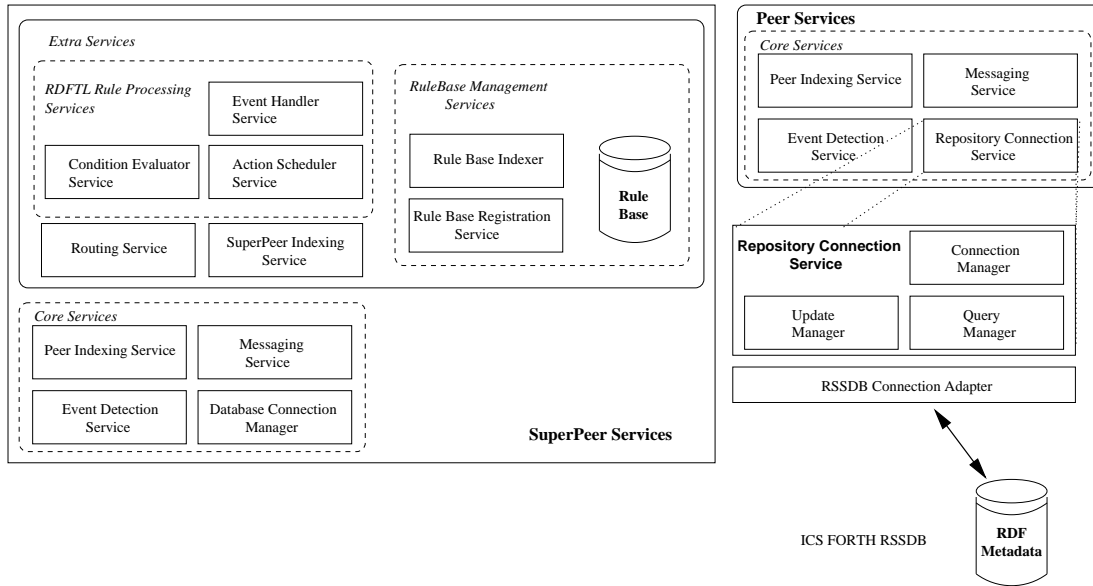 Extra Services
RDFTL Rule Processing
Services
Event Handler
Service
Condition Evaluator
Service
Action Scheduler
Service
Routing Service
SuperPeer Indexing
Service
RuleBase Management
Services
Rule Base Indexer
Rule Base Registration
Service
Rule
Base
Core Services
Peer Indexing Service
Messaging
Service
Event Detection
Service
Database Connection
Manager
SuperPeer Services
Peer Services
Core Services
Peer Indexing Service
Messaging
Service
Event Detection
Service
Repository Connection
Service
Repository Connection
Service
Connection
Manager
Update
Manager
Query
Manager
RSSDB Connection Adapter
ICS FORTH RSSDB
RDF
Metadata